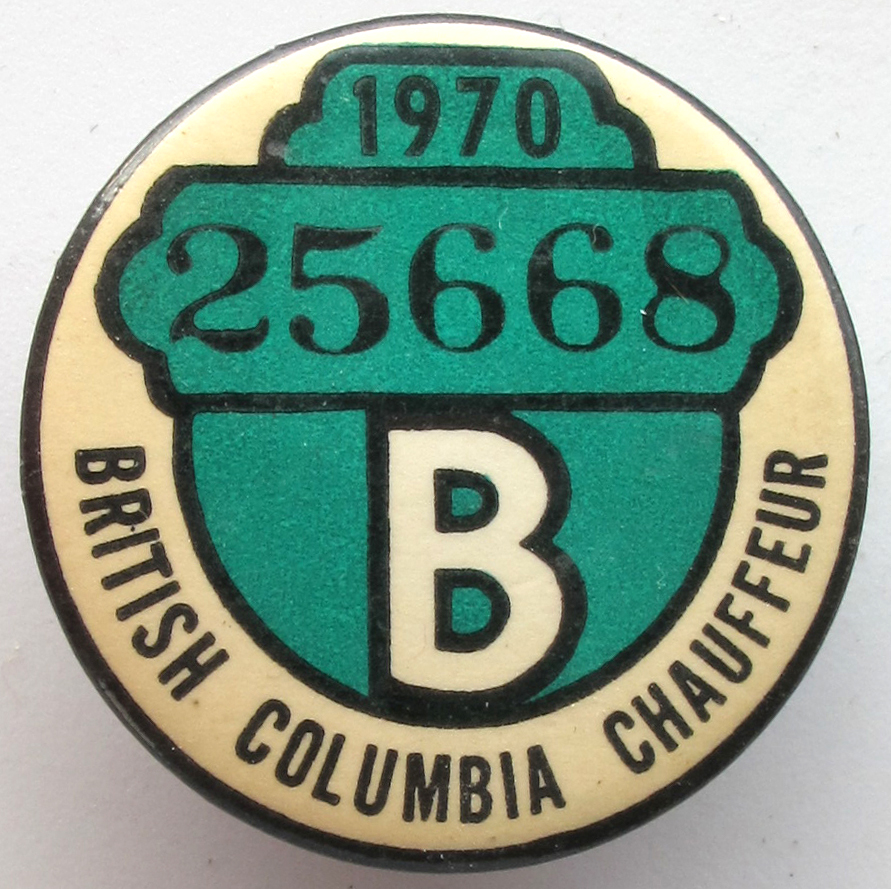 1970
25668
B
BRITISH COLUMBIA CHAUFFEUR